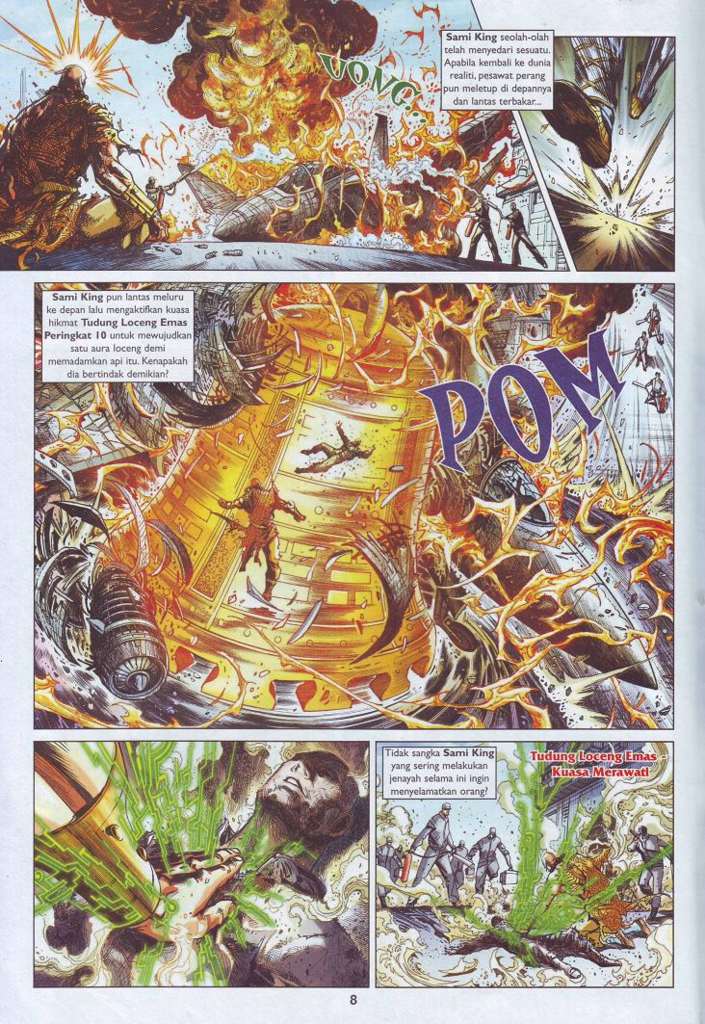 VONG...
Sami King seolah-olah
telah menyedari sesuatu.
Apabila kembali ke dunia
realiti, pesawat perang
pun meletup di depannya
dan lantas terbakar...
Sami King pun lantas meluru
ke depan lalu mengaktifkan kuasa
hikmat Tudung Loceng Emas
Peringkat 10 untuk mewujudkan
satu aura loceng demi
memadamkan api itu. Kenapakah
dia bertindak demikian?
POM
Tidak sangka Sami King
yang sering melakukan
jenayah selama ini ingin
menyelamatkan orang?
Tudung Loceng Emas -
Kuasa Merawat!
8